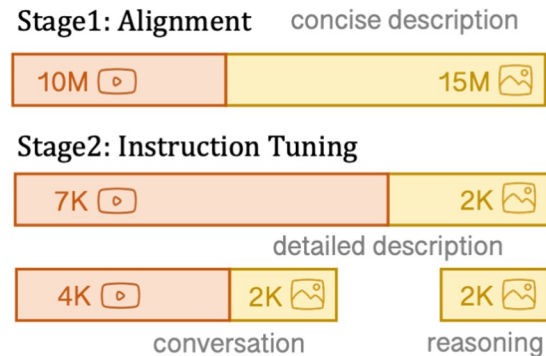 Stage1: Alignment concise description
10M 15M
Stage2: Instruction Tuning
7K 2K
detailed description
4K 2K 2K
conversation reasoning